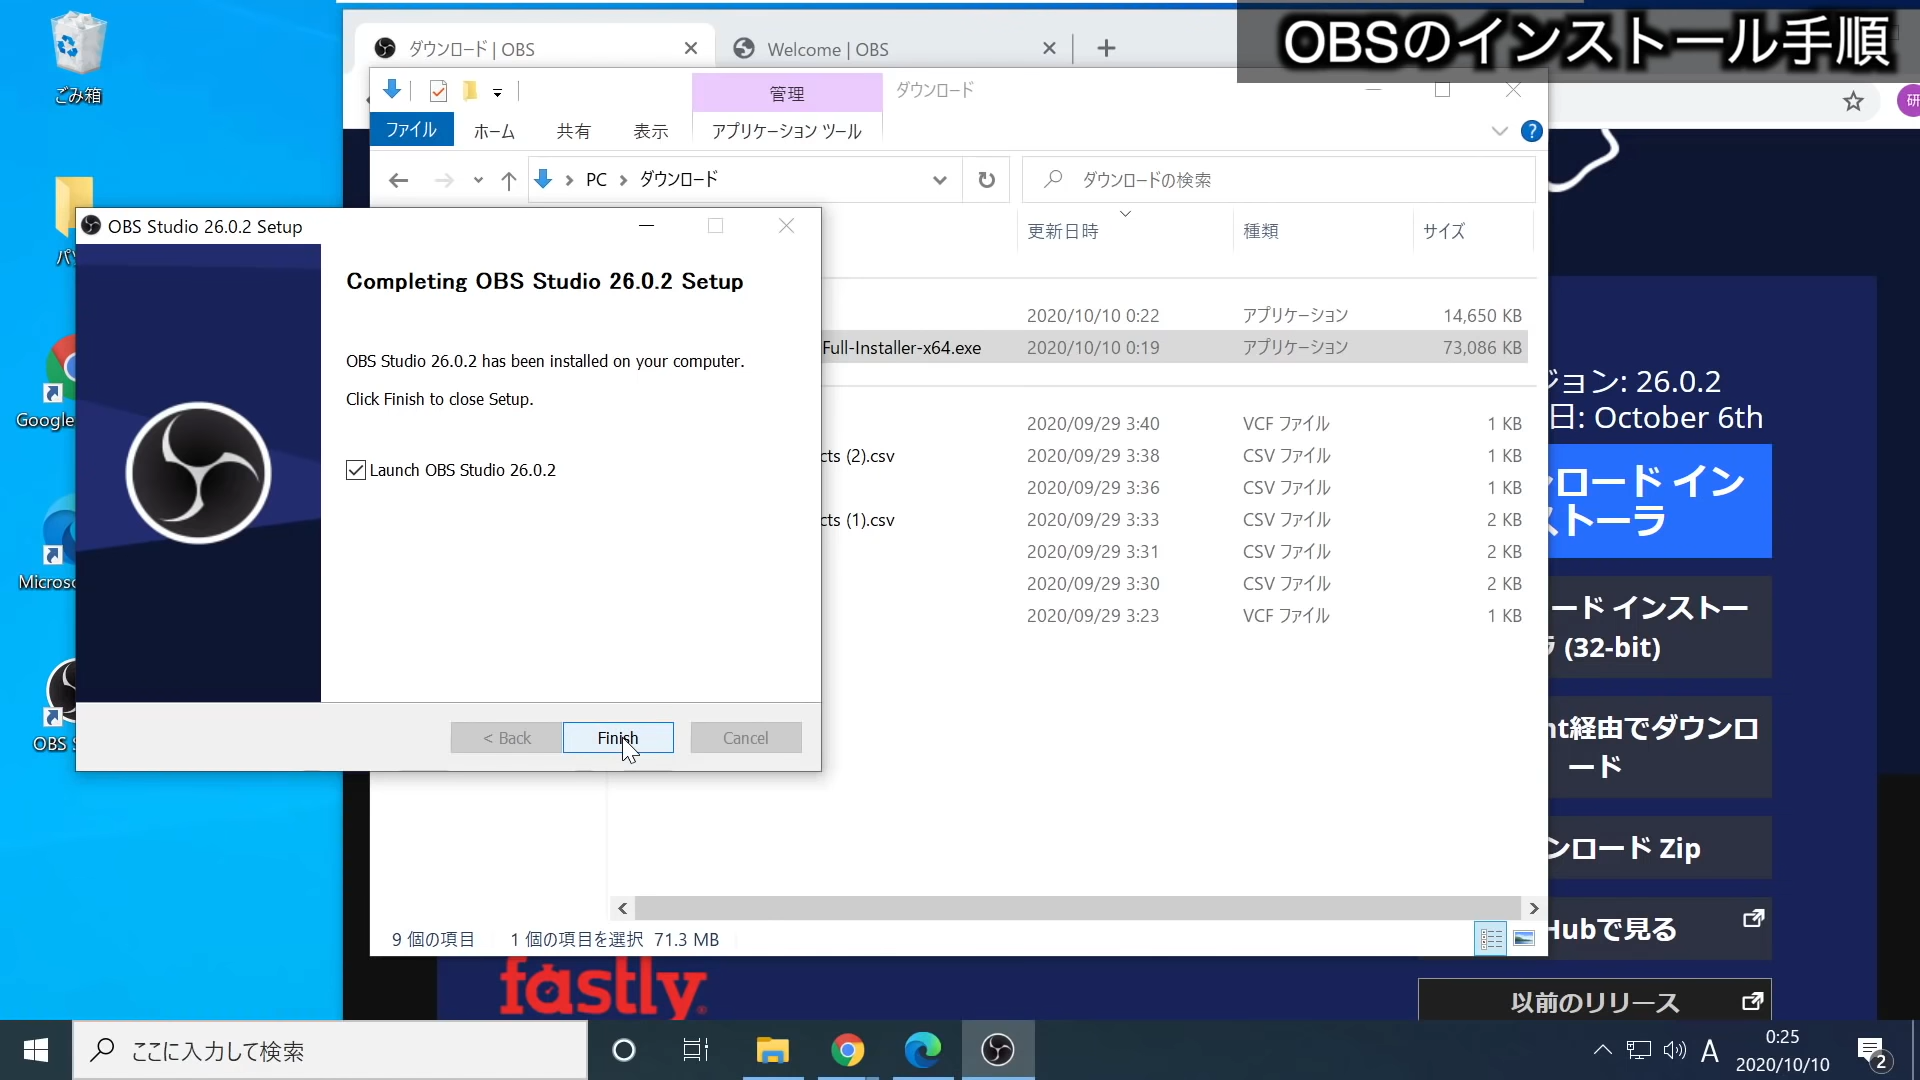 OBSのインストール手順
ごみ箱
ダウンロード | OBS
Welcome | OBS
管理
ダウンロード
ファイル
ホーム
共有
表示
アプリケーション ツール
PC
ダウンロード
ダウンロードの検索
更新日時
種類
サイズ
OBS Studio 26.0.2 Setup
Completing OBS Studio 26.0.2 Setup
OBS Studio 26.0.2 has been installed on your computer.
Click Finish to close Setup.
Launch OBS Studio 26.0.2
< Back
Finish
Cancel
2020/10/10 0:22 アプリケーション 14,650 KB
Full-Installer-x64.exe 2020/10/10 0:19 アプリケーション 73,086 KB
2020/09/29 3:40 VCF ファイル 1 KB
cts (2).csv 2020/09/29 3:38 CSV ファイル 1 KB
2020/09/29 3:36 CSV ファイル 1 KB
cts (1).csv 2020/09/29 3:33 CSV ファイル 2 KB
2020/09/29 3:31 CSV ファイル 2 KB
2020/09/29 3:30 CSV ファイル 2 KB
2020/09/29 3:23 VCF ファイル 1 KB
9 個の項目
1 個の項目を選択 71.3 MB
Google
Micros
OBS
研
ジョン: 26.0.2
日: October 6th
ンロード イン
ストーラ
ード インストー
ラ (32-bit)
nt経由でダウンロ
ード
ンロード Zip
Hubで見る
以前のリリース
fastly
ここに入力して検索
A
0:25
2020/10/10
2